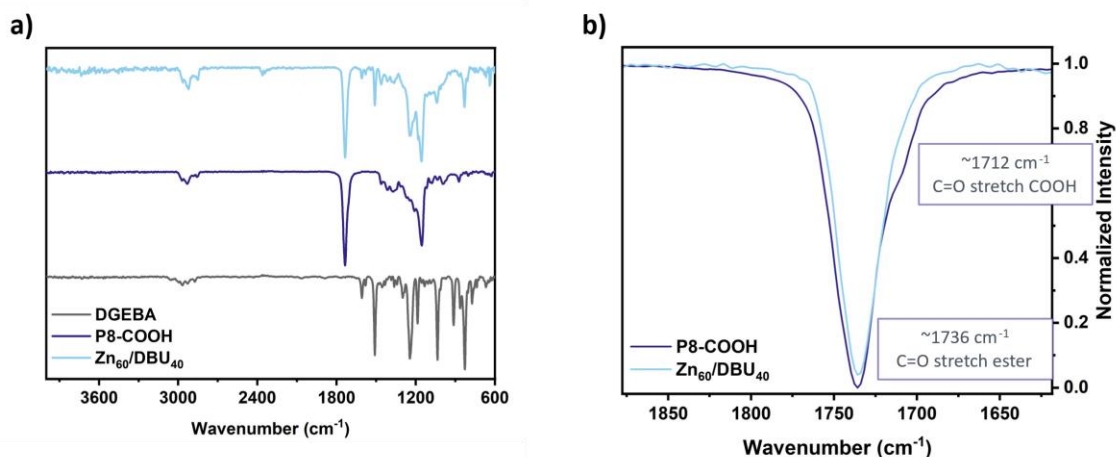 a)
DGEBA
P8-COOH
Zn₆₀/DBU₄₀
3600 3000 2400 1800 1200 600
Wavenumber (cm⁻¹)
b)
1.0
0.8
0.4
0.2
0.0
Normalized Intensity
~1712 cm⁻¹
C=O stretch COOH
~1736 cm⁻¹
C=O stretch ester
P8-COOH
Zn₆₀/DBU₄₀
1850 1800 1750 1700 1650
Wavenumber (cm⁻¹)